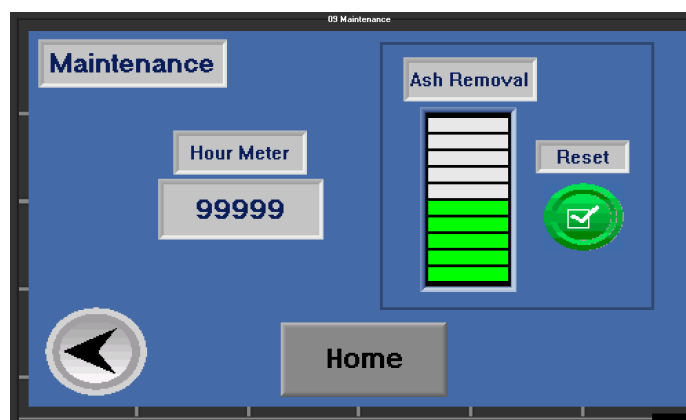 09 Maintenance
Maintenance
Ash Removal
Hour Meter
Reset
99999
Home